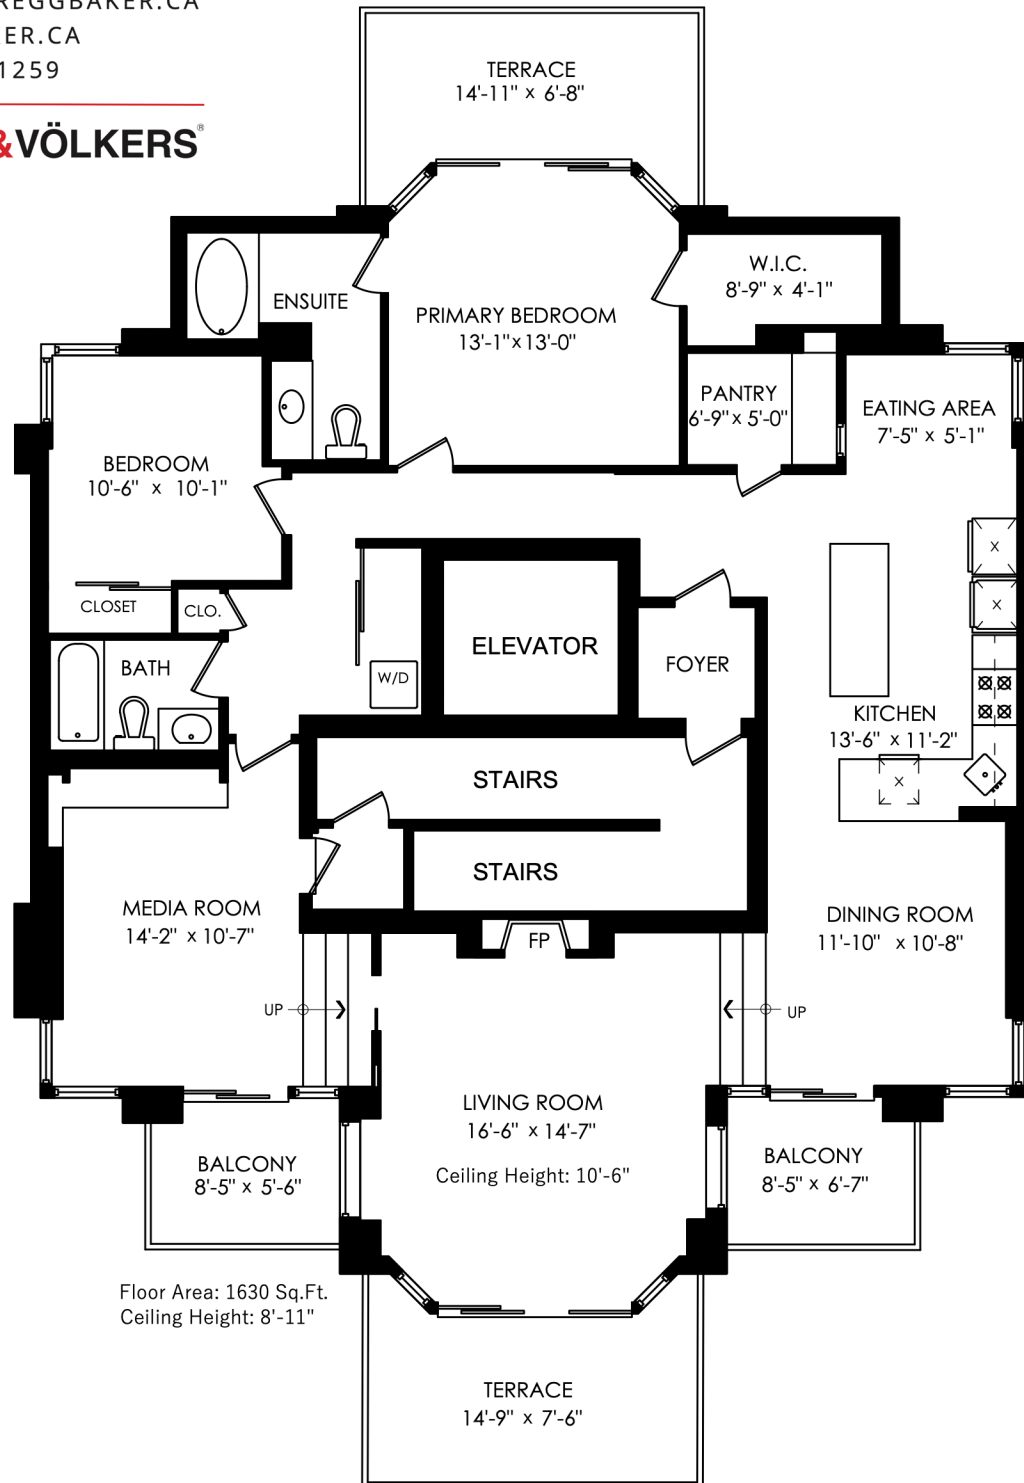 REGGBAKER.CA
KER.CA
1259
&VÖLKERS®
TERRACE
14'-11" x 6'-8"
W.I.C.
8'-9" x 4'-1"
ENSUITE
PRIMARY BEDROOM
13'-1"x13'-0"
PANTRY
6'-9" x 5'-0"
EATING AREA
7'-5" x 5'-1"
BEDROOM
10'-6" x 10'-1"
X
X
CLOSET
CLO.
ELEVATOR
FOYER
BATH
W/D
KITCHEN
13'-6" x 11'-2"
X
STAIRS
STAIRS
MEDIA ROOM
14'-2" x 10'-7"
DINING ROOM
11'-10" x 10'-8"
FP
UP
UP
LIVING ROOM
16'-6" x 14'-7"
Ceiling Height: 10'-6"
BALCONY
8'-5" x 5'-6"
BALCONY
8'-5" x 6'-7"
Floor Area: 1630 Sq.Ft.
Ceiling Height: 8'-11"
TERRACE
14'-9" x 7'-6"